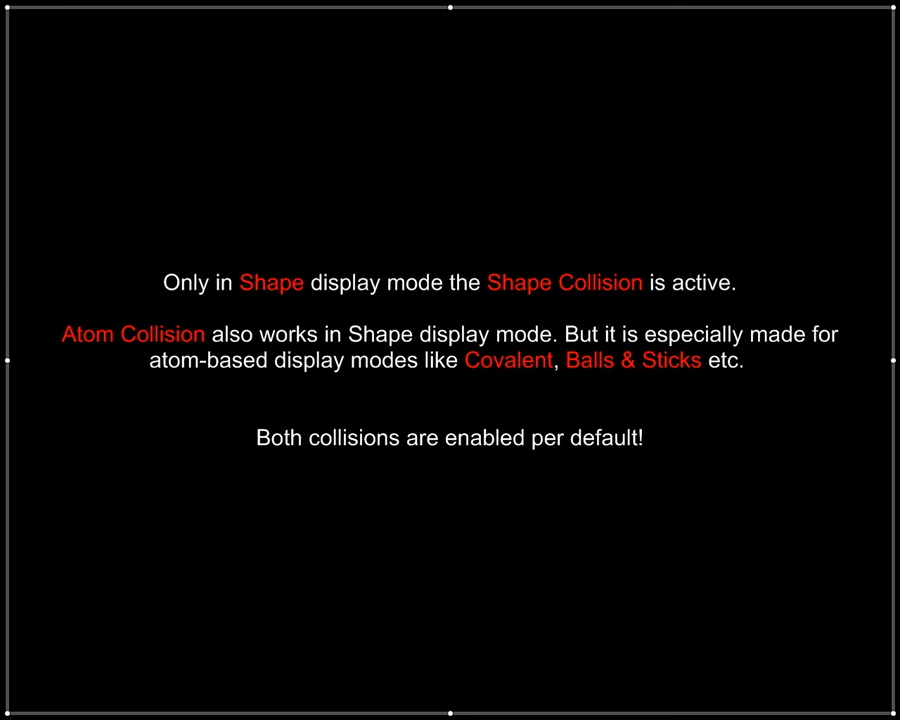 Only in Shape display mode the Shape Collision is active.
Atom Collision also works in Shape display mode. But it is especially made for
atom-based display modes like Covalent, Balls & Sticks etc.
Both collisions are enabled per default!